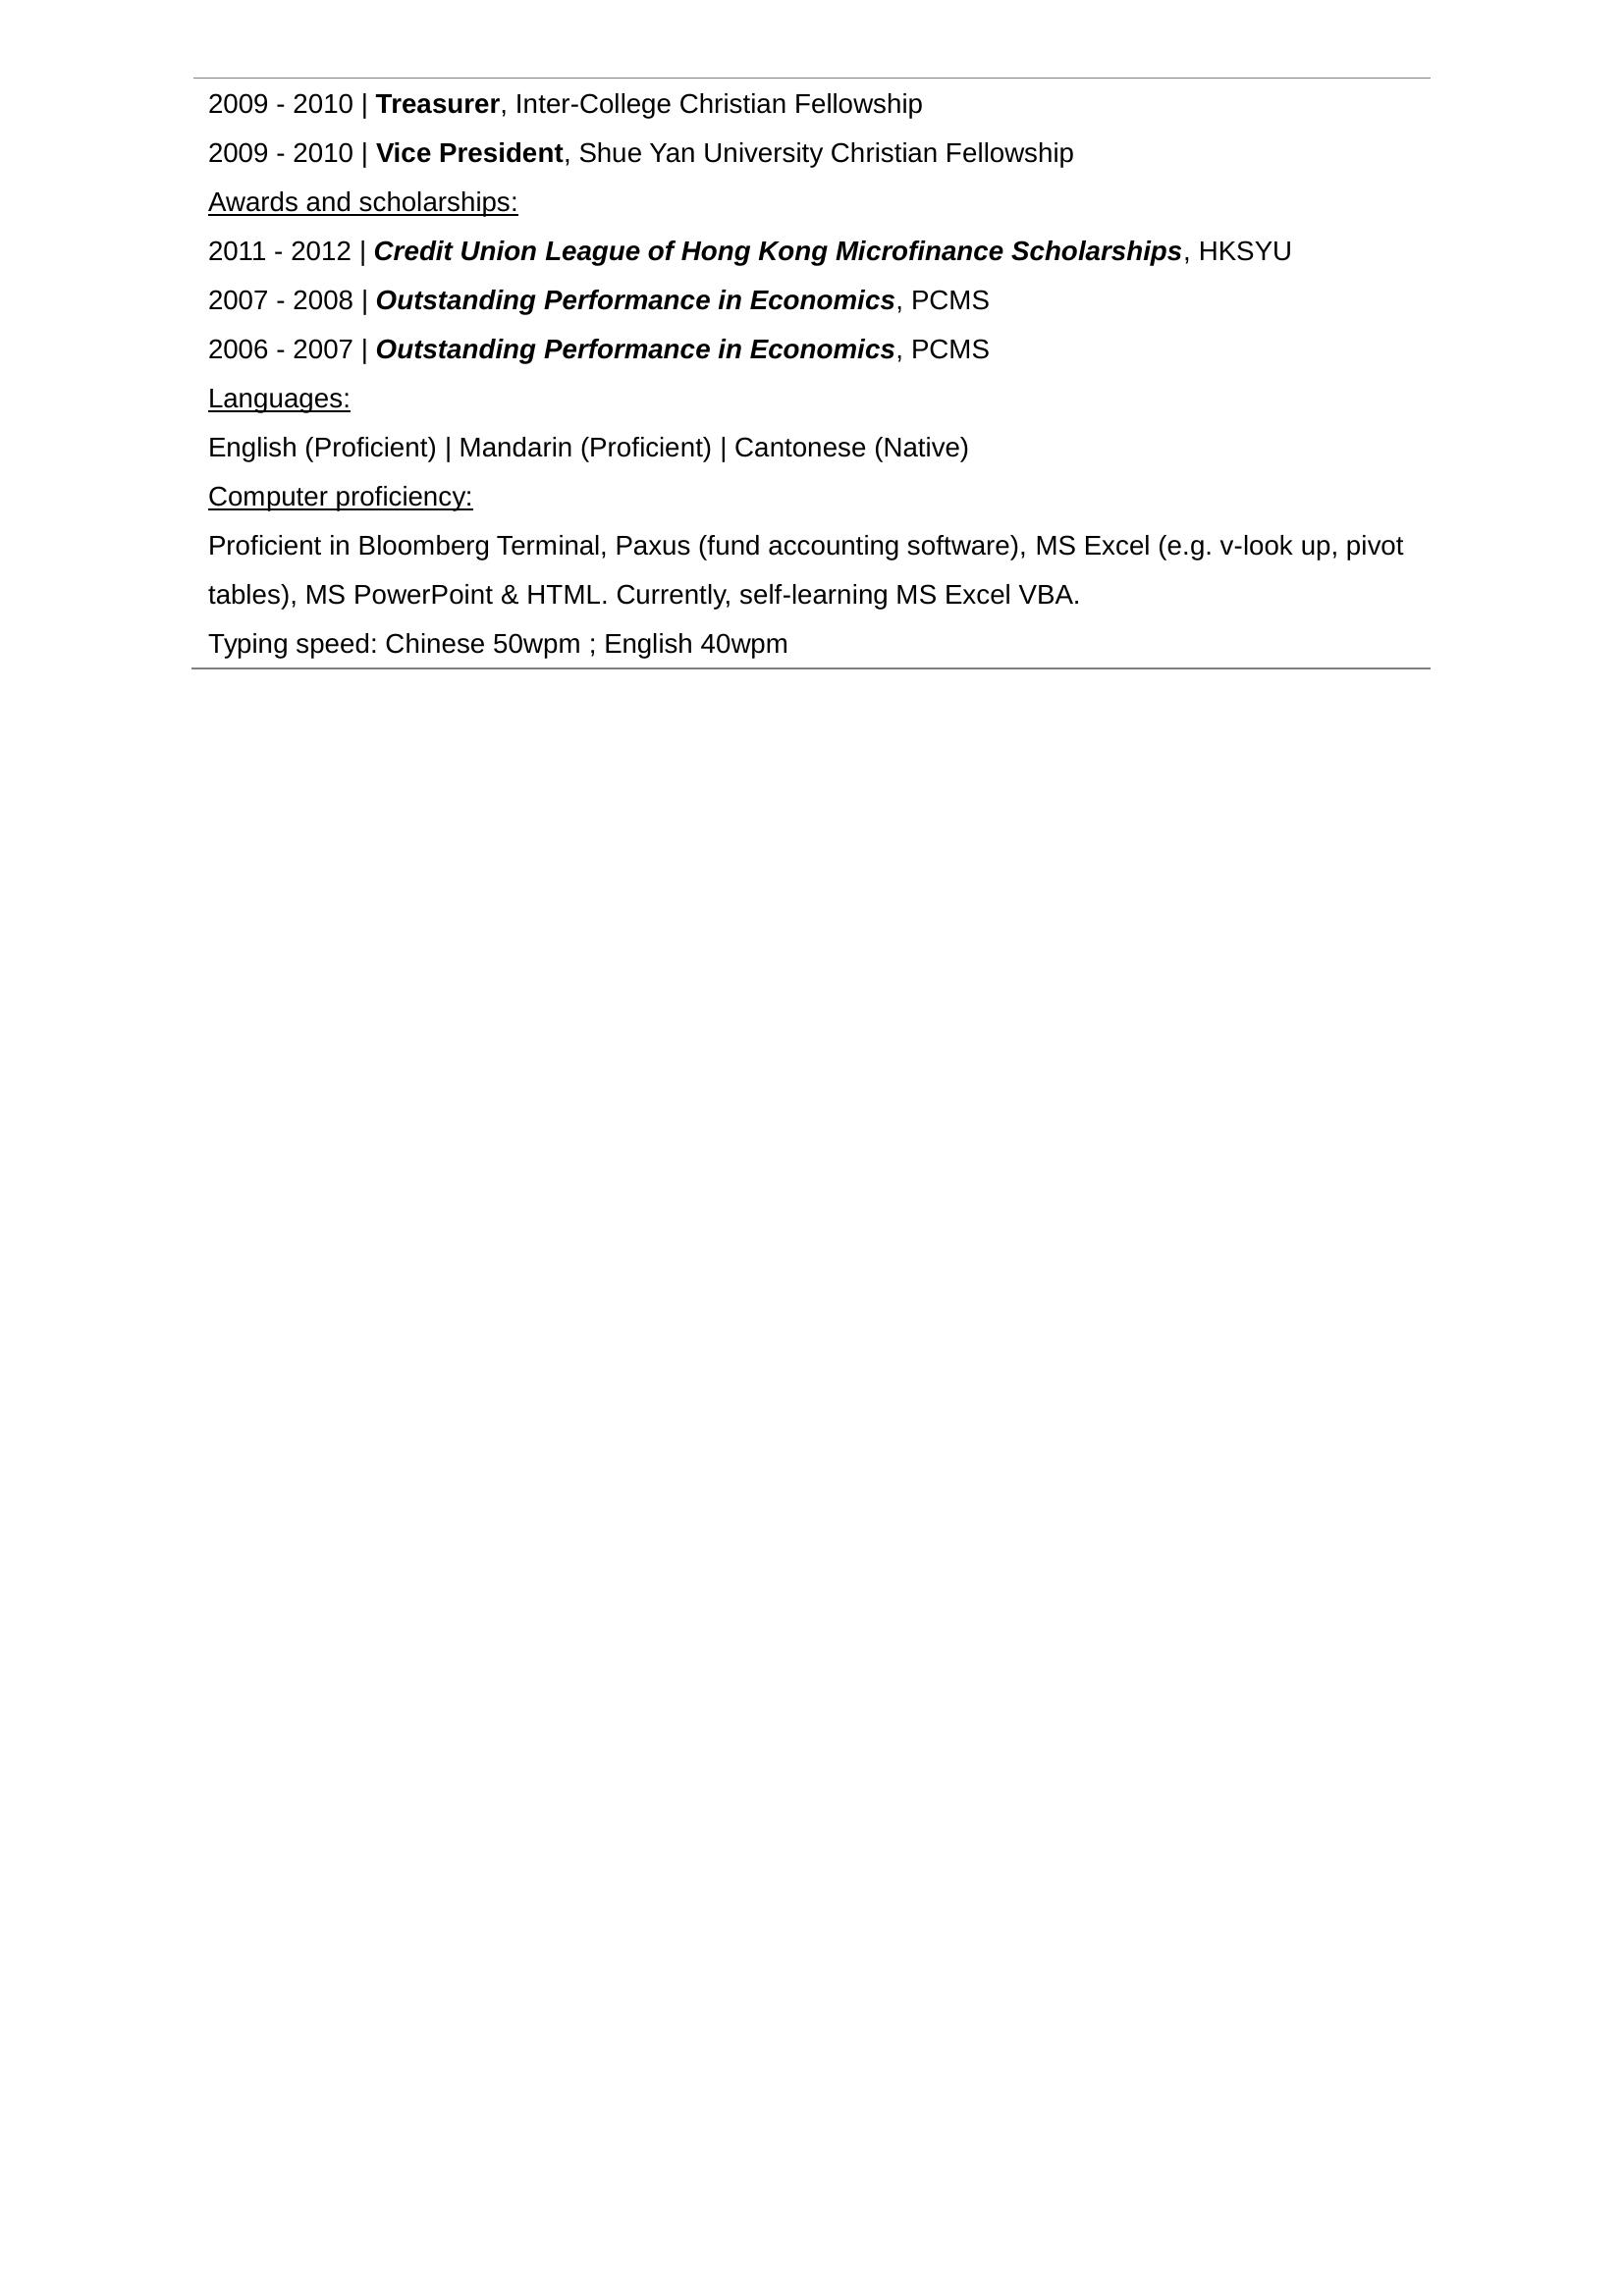 2009 - 2010 | Treasurer, Inter-College Christian Fellowship
2009 - 2010 | Vice President, Shue Yan University Christian Fellowship
Awards and scholarships:
2011 - 2012 | Credit Union League of Hong Kong Microfinance Scholarships, HKSYU
2007 - 2008 | Outstanding Performance in Economics, PCMS
2006 - 2007 | Outstanding Performance in Economics, PCMS
Languages:
English (Proficient) | Mandarin (Proficient) | Cantonese (Native)
Computer proficiency:
Proficient in Bloomberg Terminal, Paxus (fund accounting software), MS Excel (e.g. v-look up, pivot
tables), MS PowerPoint & HTML. Currently, self-learning MS Excel VBA.
Typing speed: Chinese 50wpm ; English 40wpm